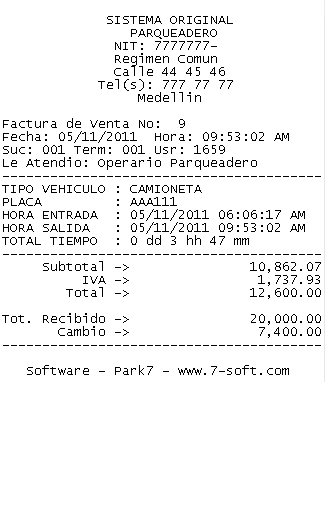 SISTEMA ORIGINAL
PARQUEADERO
NIT: 7777777-
Regimen Comun
Calle 44 45 46
Tel(s): 777 77 77
Medellin
Factura de Venta No: 9
Fecha: 05/11/2011 Hora: 09:53:02 AM
Suc: 001 Term: 001 Usr: 1659
Le Atendio: Operario Parqueadero
TIPO VEHICULO : CAMIONETA
PLACA : AAA111
HORA ENTRADA : 05/11/2011 06:06:17 AM
HORA SALIDA : 05/11/2011 09:53:02 AM
TOTAL TIEMPO : 0 dd 3 hh 47 mm
Subtotal -> 10,862.07
IVA -> 1,737.93
Total -> 12,600.00
Tot. Recibido -> 20,000.00
Cambio -> 7,400.00
Software - Park7 - www.7-soft.com